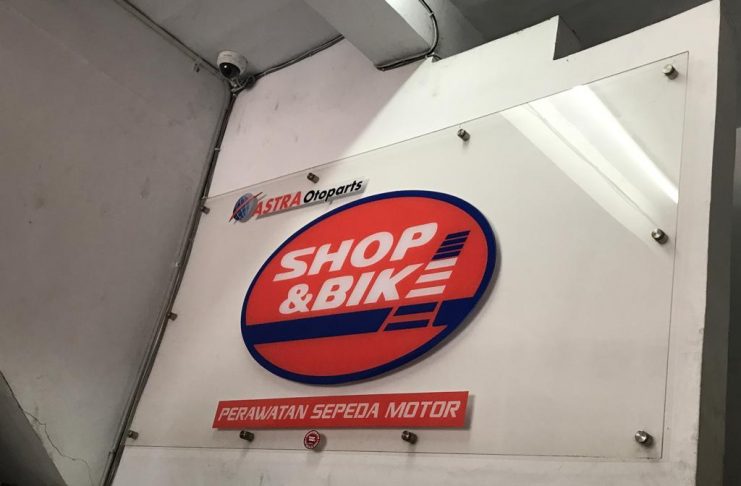 ASTRA Otoparts
SHOP
&BIKE
PERAWATAN SEPEDA MOTOR